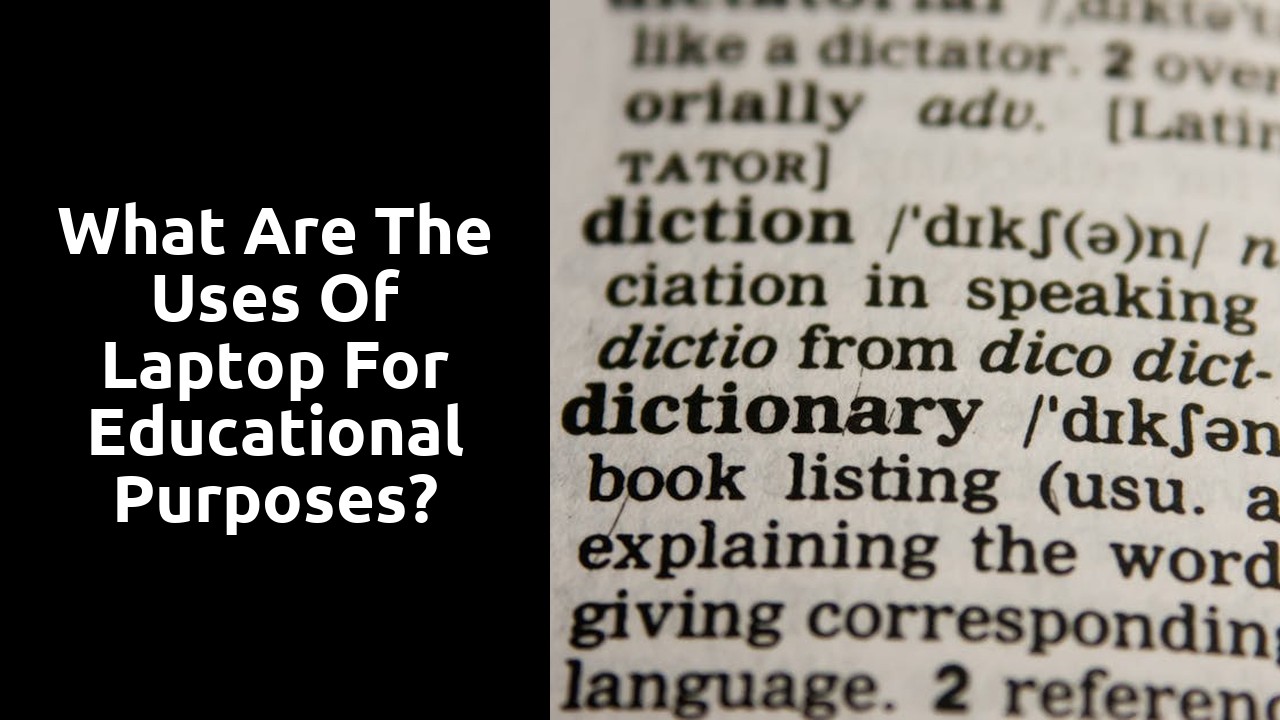 What Are The
Uses Of
Laptop For
Educational
Purposes?
like a dictator. 2 over
orially adv. [Latin
TATOR]
diction /ˈdɪkʃ(ə)n/ n
ciation in speaking
dictio from dico dict-
dictionary /ˈdɪkʃən
book listing (usu. a
explaining the word
giving correspondin
language. 2 referenc